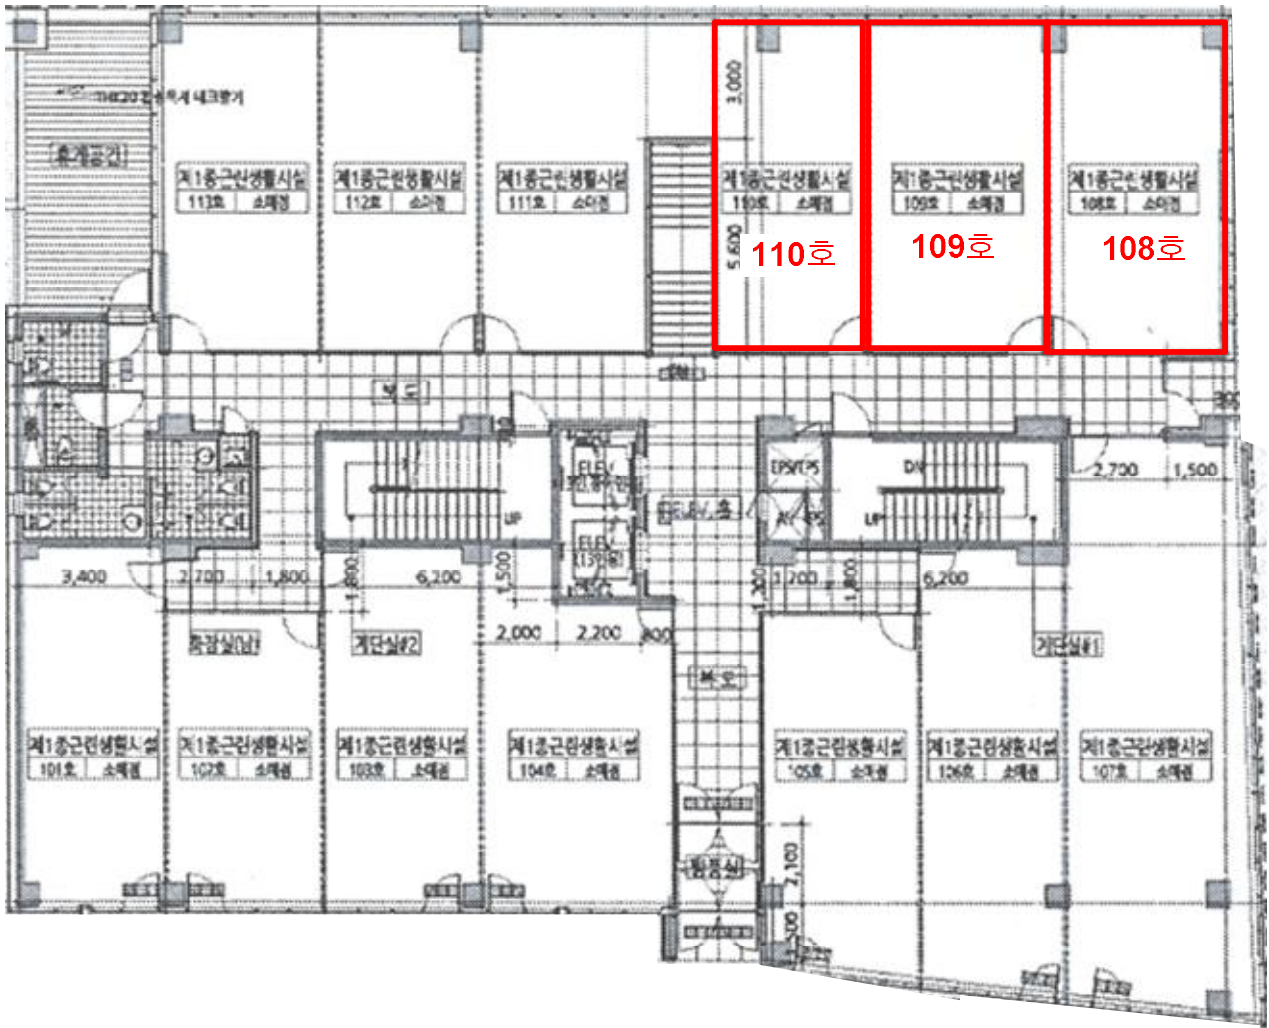 3,000
휴게공간
제1종근린생활시설
113호 소매점
제1종근린생활시설
112호 소매점
제1종근린생활시설
111호 소매점
제1종근린생활시설
110호 소매점
제1종근린생활시설
109호 소매점
제1종근린생활시설
108호 소매점
5,600
110호
109호
108호
ELEV.
UP
ELEV.
EPS/TPS
DN
UP
2,700
1,500
3,400
2,700
1,800
1,800
6,200
1,500
1,200
1,200
1,800
6,200
2,000
2,200
800
화장실(남)
계단실#2
계단실#1
복도
제1종근린생활시설
101호 소매점
제1종근린생활시설
102호 소매점
제1종근린생활시설
103호 소매점
제1종근린생활시설
104호 소매점
제1종근린생활시설
105호 소매점
제1종근린생활시설
106호 소매점
제1종근린생활시설
107호 소매점
방풍실
2,100